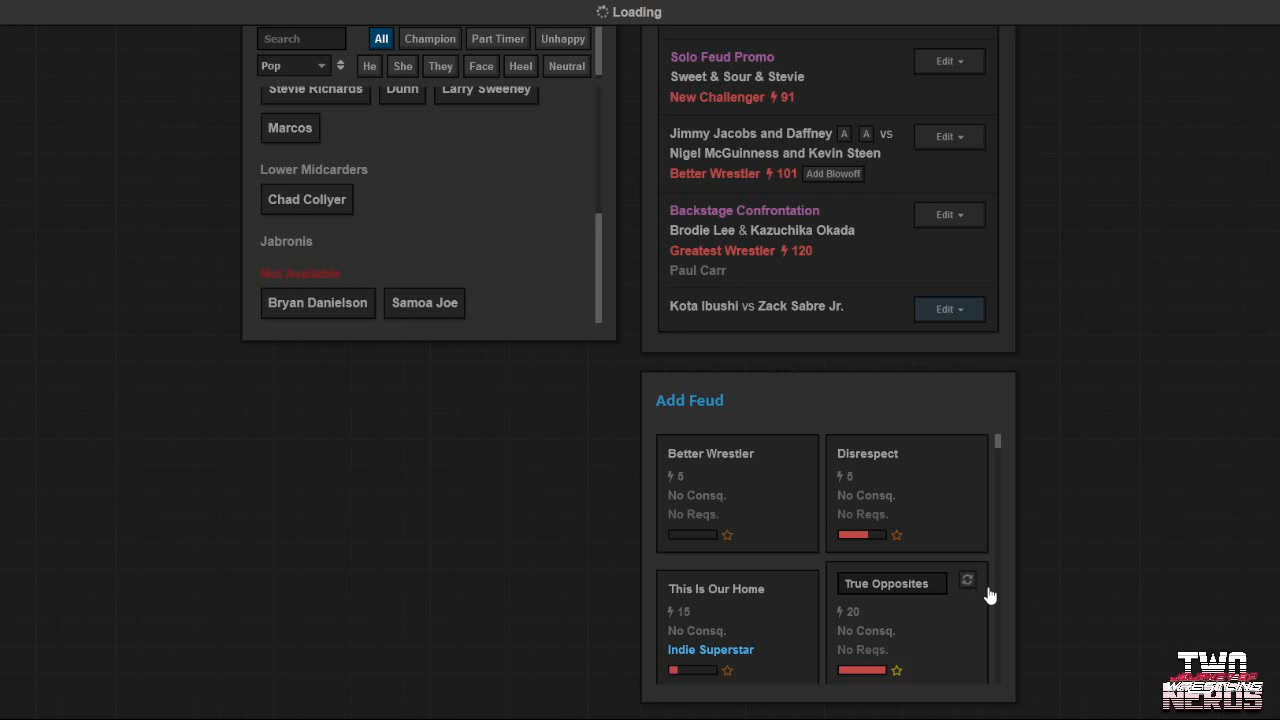 Loading
Search
All
Champion
Part Timer
Unhappy
Pop
He
She
They
Face
Heel
Neutral
Stevie Richards
Dunn
Larry Sweeney
Marcos
Lower Midcarders
Chad Collyer
Jabronis
Not Available
Bryan Danielson
Samoa Joe
Solo Feud Promo
Sweet & Sour & Stevie
New Challenger 91
Edit
Jimmy Jacobs and Daffney A A vs
Nigel McGuinness and Kevin Steen
Better Wrestler 101 Add Blowoff
Edit
Backstage Confrontation
Brodie Lee & Kazuchika Okada
Greatest Wrestler 120
Paul Carr
Edit
Kota Ibushi vs Zack Sabre Jr.
Edit
Add Feud
Better Wrestler
5
No Consq.
No Reqs.
Disrespect
5
No Consq.
No Reqs.
This Is Our Home
15
No Consq.
Indie Superstar
True Opposites
20
No Consq.
No Reqs.
TWO
WRESTLING
NERDS